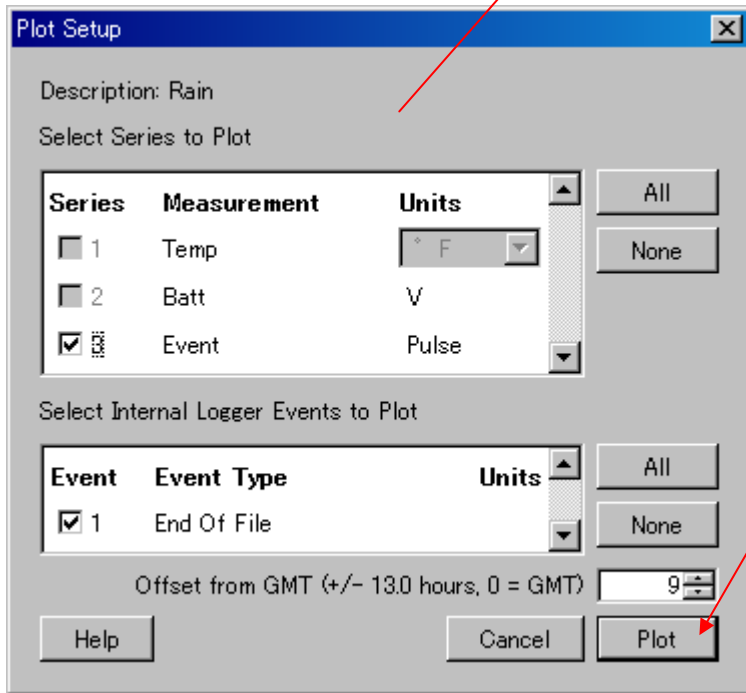 Plot Setup
Description: Rain
Select Series to Plot
Series Measurement Units
All
1 Temp ° F
None
2 Batt V
3 Event Pulse
Select Internal Logger Events to Plot
Event Event Type Units
All
1 End Of File
None
Offset from GMT (+/- 13.0 hours, 0 = GMT) 9
Help Cancel Plot